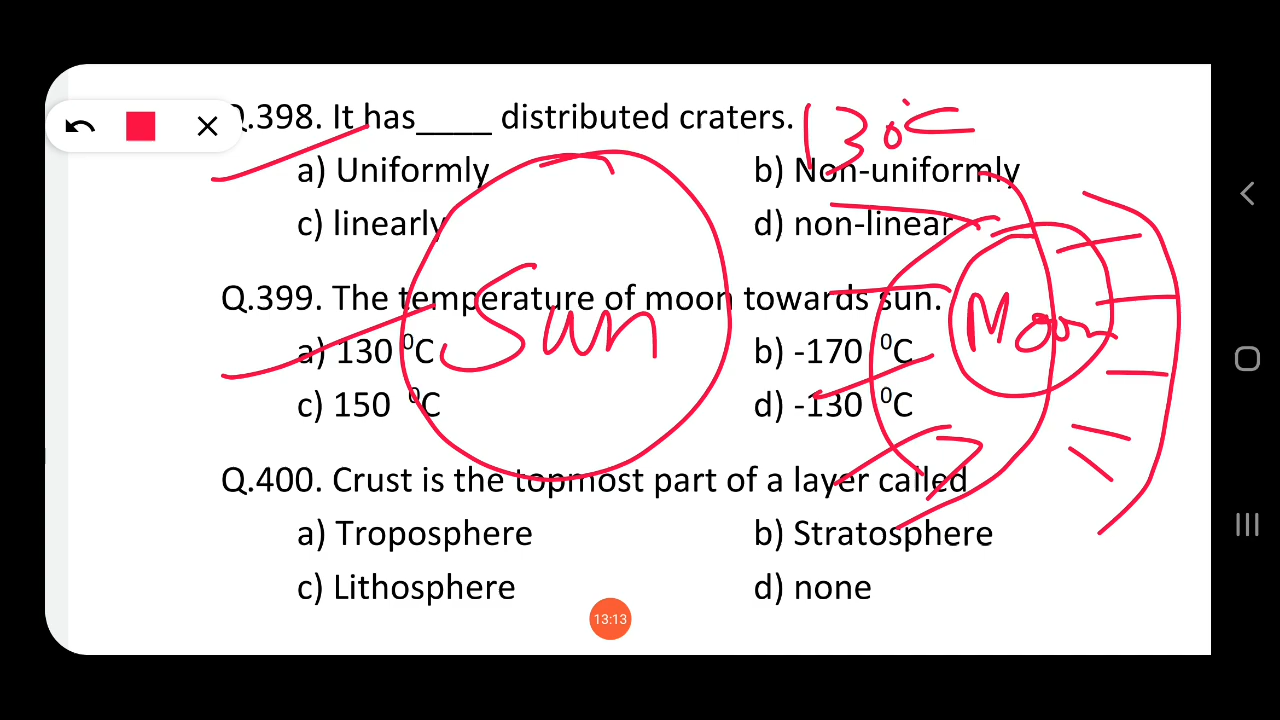 Q.398. It has____ distributed craters.
130°C
a) Uniformly b) Non-uniformly
c) linearly d) non-linear
Q.399. The temperature of moon towards sun.
Sun
Moon
a) 130 ⁰C b) -170 ⁰C
c) 150 ⁰C d) -130 ⁰C
Q.400. Crust is the topmost part of a layer called
a) Troposphere b) Stratosphere
c) Lithosphere d) none
13:13